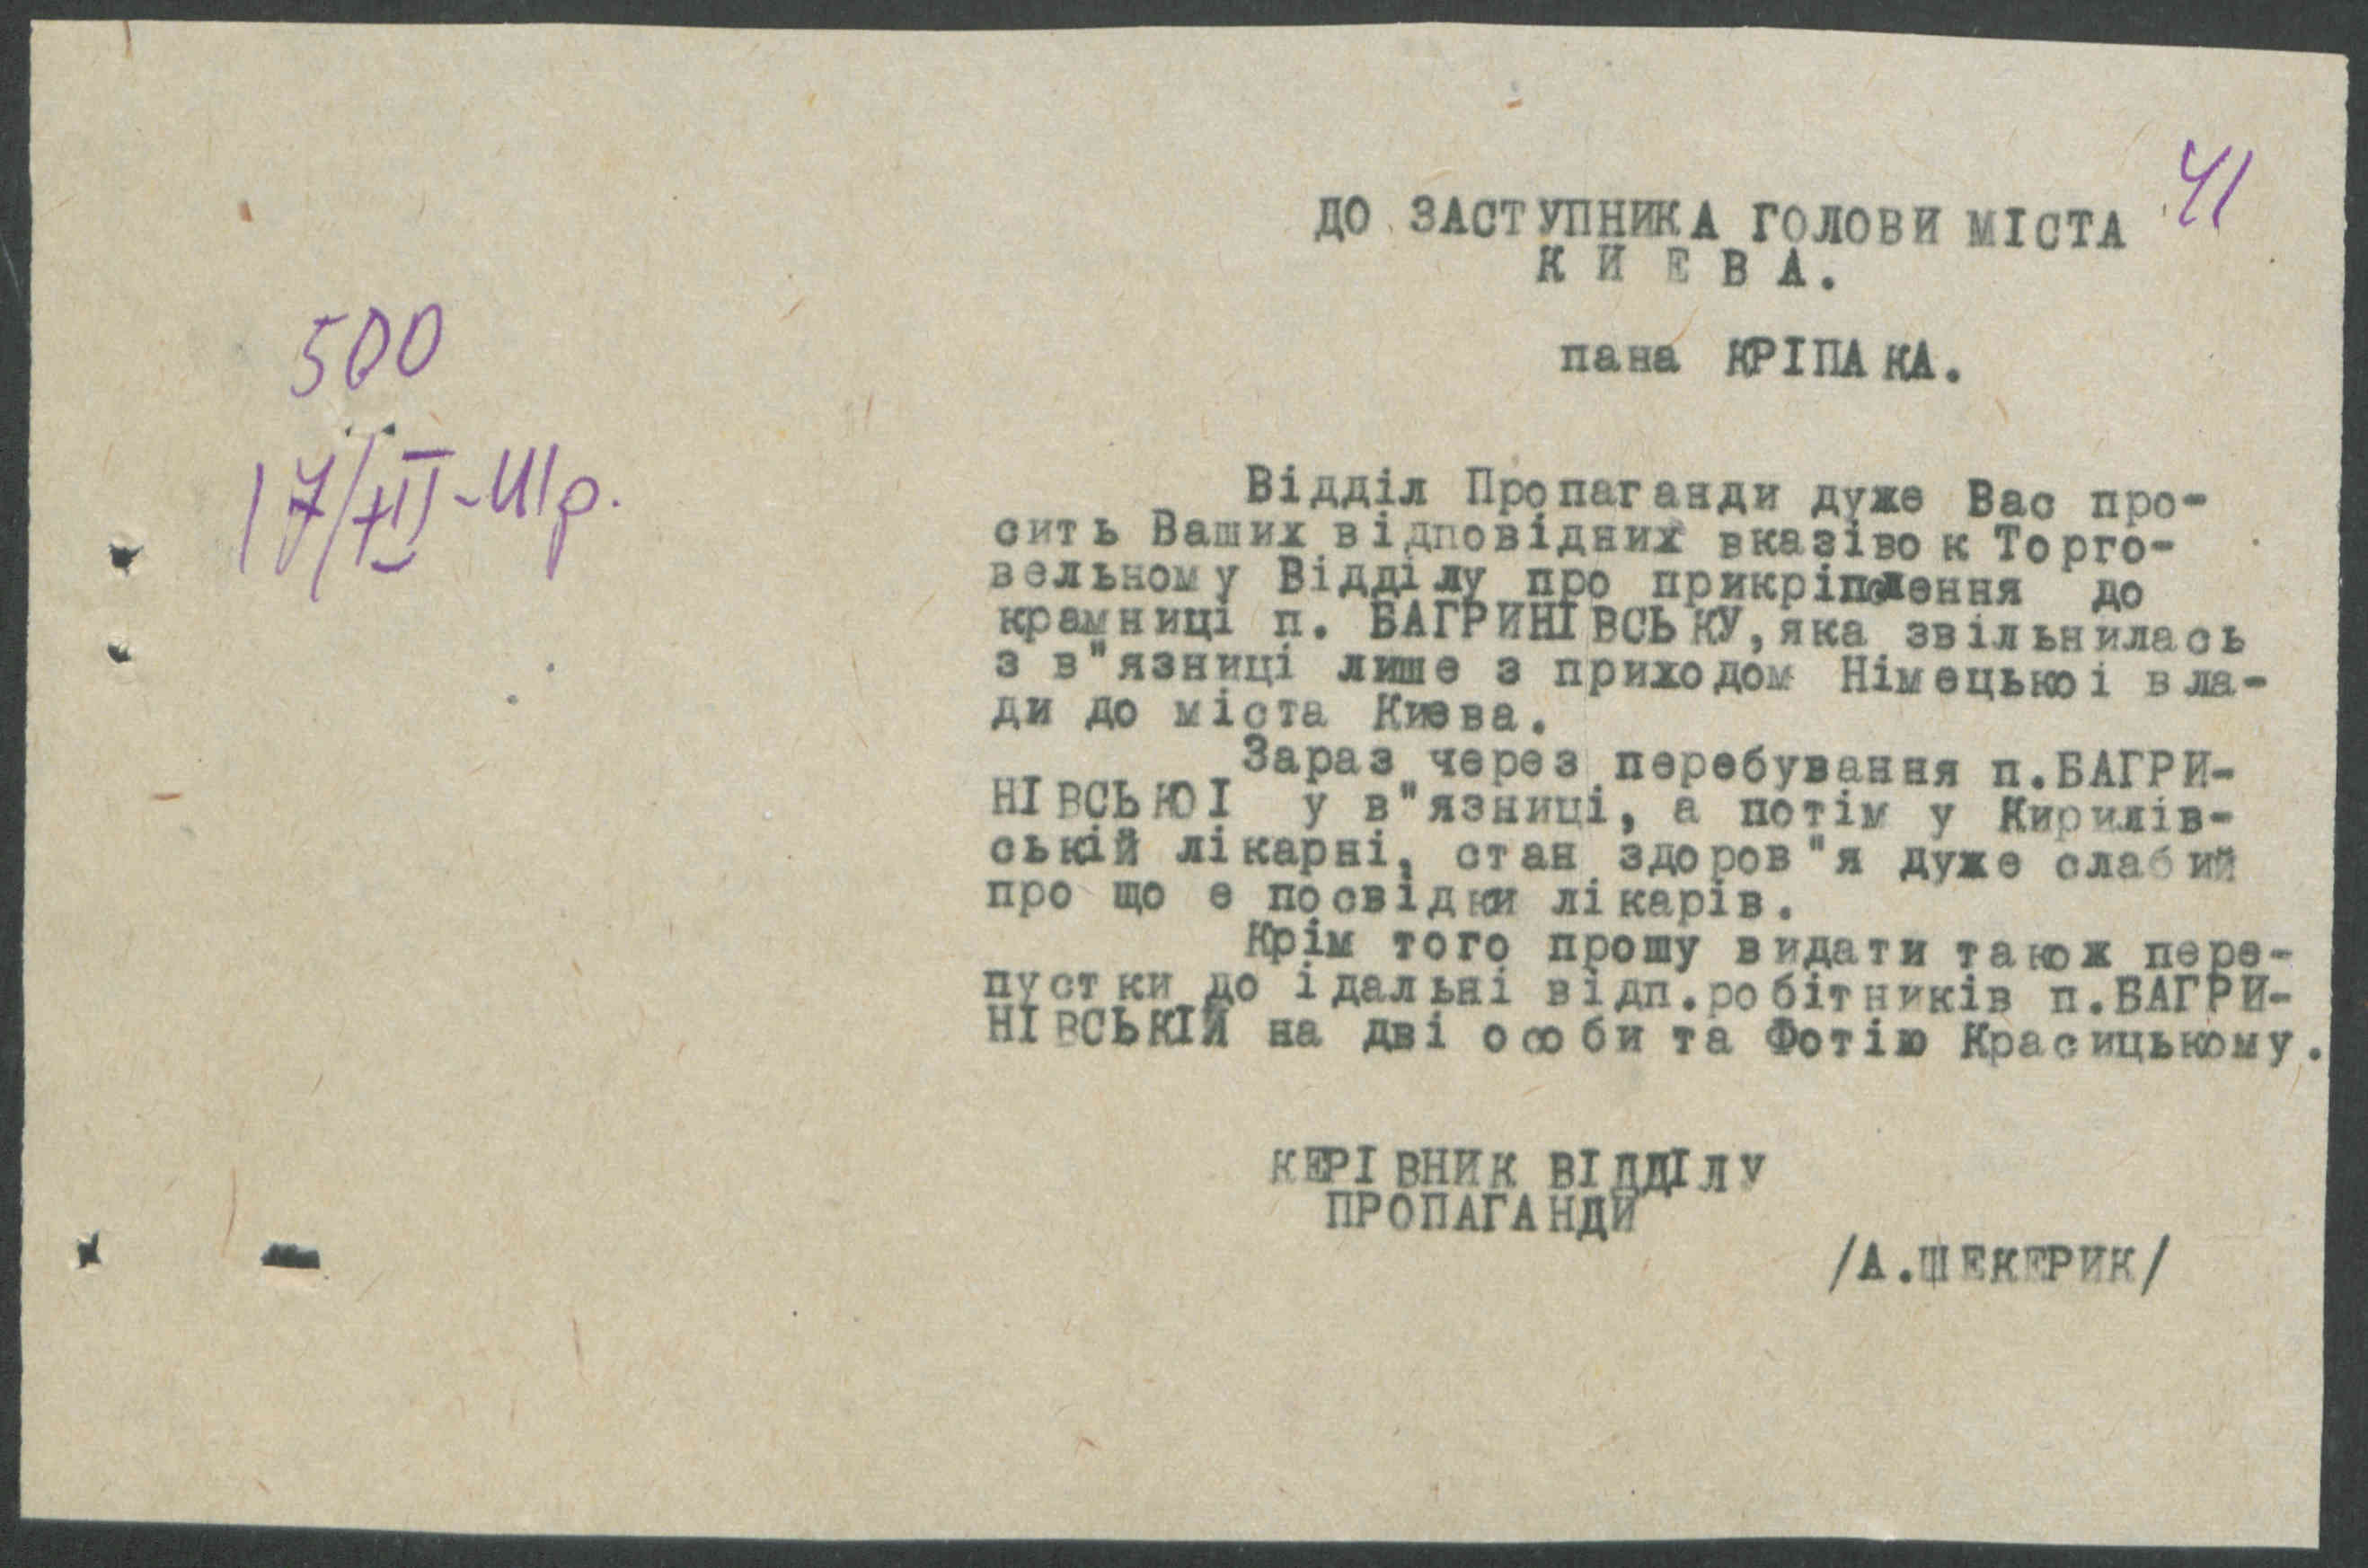 41
ДО ЗАСТУПНИКА ГОЛОВИ МІСТА
К И Е В А.
пана КРІПАКА.
500
17/XII-41р.
Відділ Пропаганди дуже Вас про-
сить Ваших відповідних вказівок Торго-
вельному Відділу про прикріплення до
крамниці п. БАГРИНІВСЬКУ, яка звільнилась
з в"язниці лише з приходом Німецькоі вла-
ди до міста Києва.
Зараз через перебування п.БАГРИ-
НІВСЬКОІ у в"язниці, а потім у Кирилів-
ській лікарні, стан здоров"я дуже слабий
про що е посвідки лікарів.
Крім того прошу видати також пере-
пустки до ідальні відп.робітників п.БАГРИ-
НІВСЬКІЙ на дві особи та Фотію Красицькому.
КЕРІВНИК ВІДДІЛУ
ПРОПАГАНДИ
/А.ШЕКЕРИК/